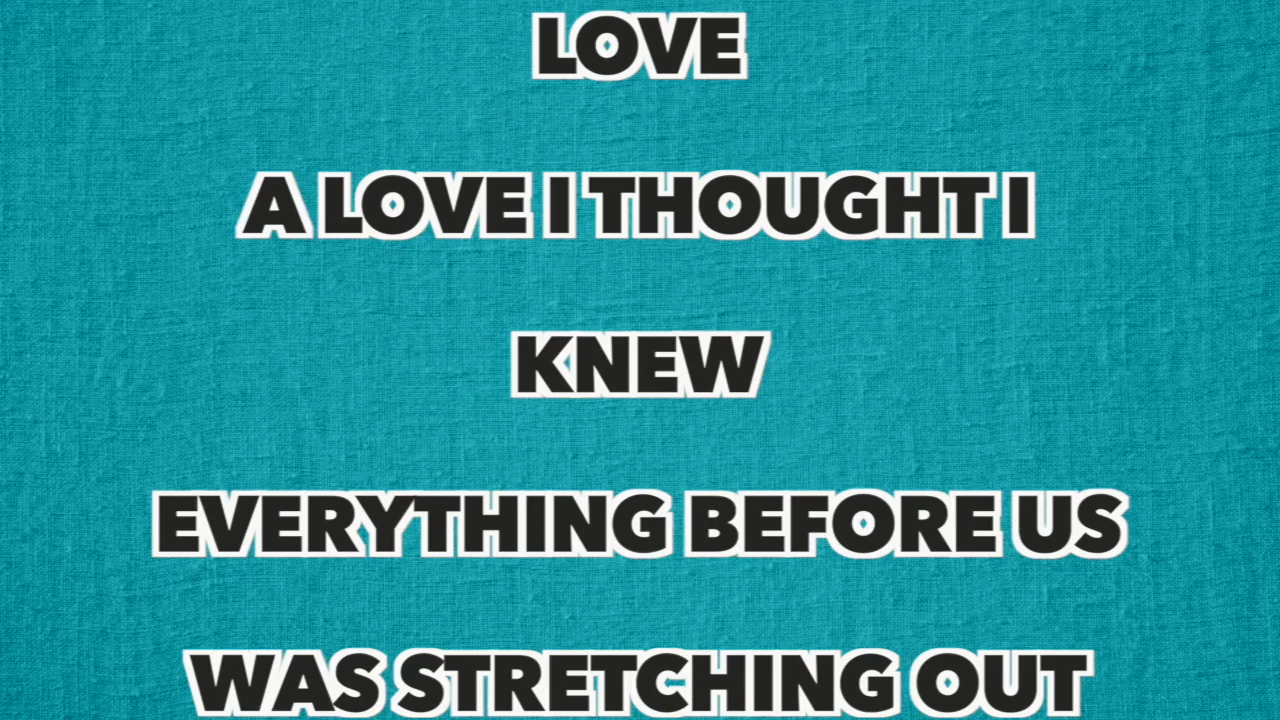 LOVE
A LOVE I THOUGHT I
KNEW
EVERYTHING BEFORE US
WAS STRETCHING OUT